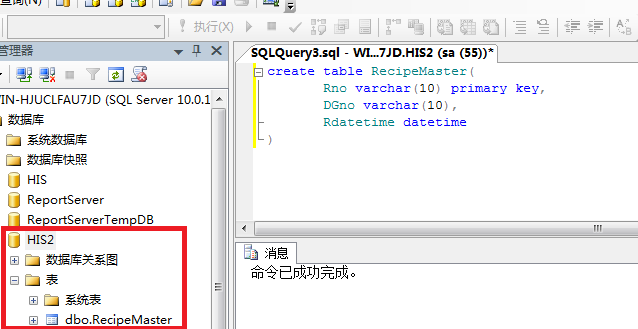 查询(N)
执行(X)
管理器
SQLQuery3.sql - WI...7JD.HIS2 (sa (55))*
create table RecipeMaster(
Rno varchar(10) primary key,
DGno varchar(10),
Rdatetime datetime
)
IN-HJUCLFAU7JD (SQL Server 10.0.1
数据库
系统数据库
数据库快照
HIS
ReportServer
ReportServerTempDB
HIS2
数据库关系图
表
系统表
dbo.RecipeMaster
消息
命令已成功完成。